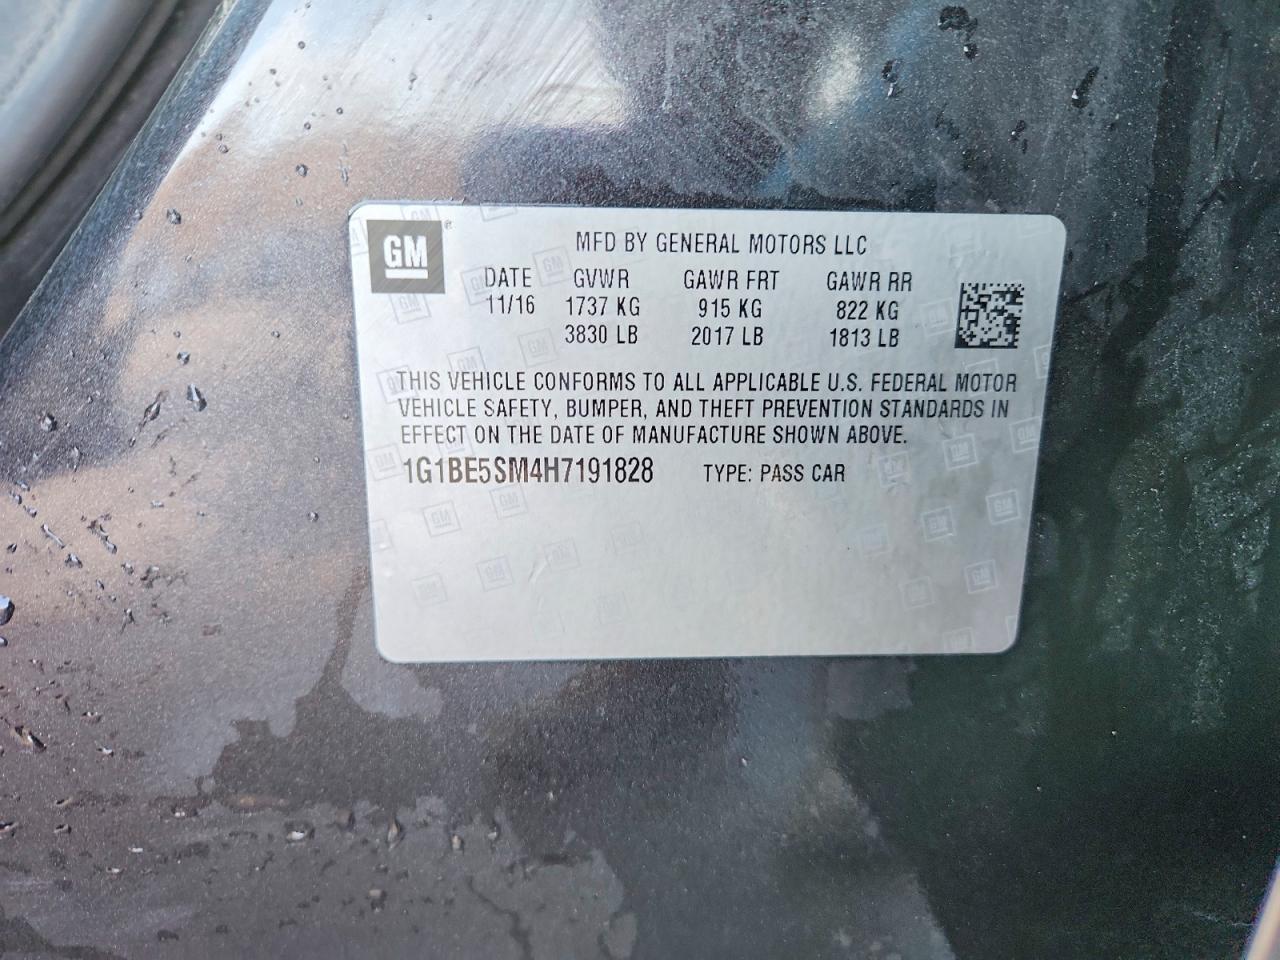 GM
MFD BY GENERAL MOTORS LLC
DATE GVWR GAWR FRT GAWR RR
11/16 1737 KG 915 KG 822 KG
3830 LB 2017 LB 1813 LB
THIS VEHICLE CONFORMS TO ALL APPLICABLE U.S. FEDERAL MOTOR
VEHICLE SAFETY, BUMPER, AND THEFT PREVENTION STANDARDS IN
EFFECT ON THE DATE OF MANUFACTURE SHOWN ABOVE.
1G1BE5SM4H7191828 TYPE: PASS CAR